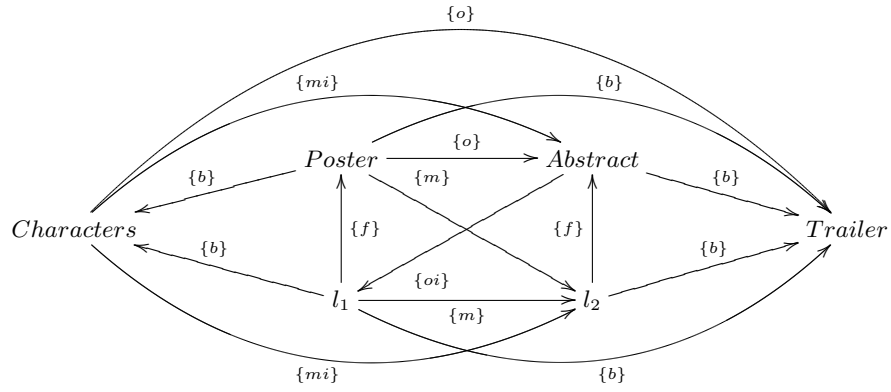 {o}
{mi} {b}
Poster {o} Abstract
{b} {m} {b}
Characters {f} {f} Trailer
{b} {oi} {b}
l₁ {m} l₂
{mi} {b}